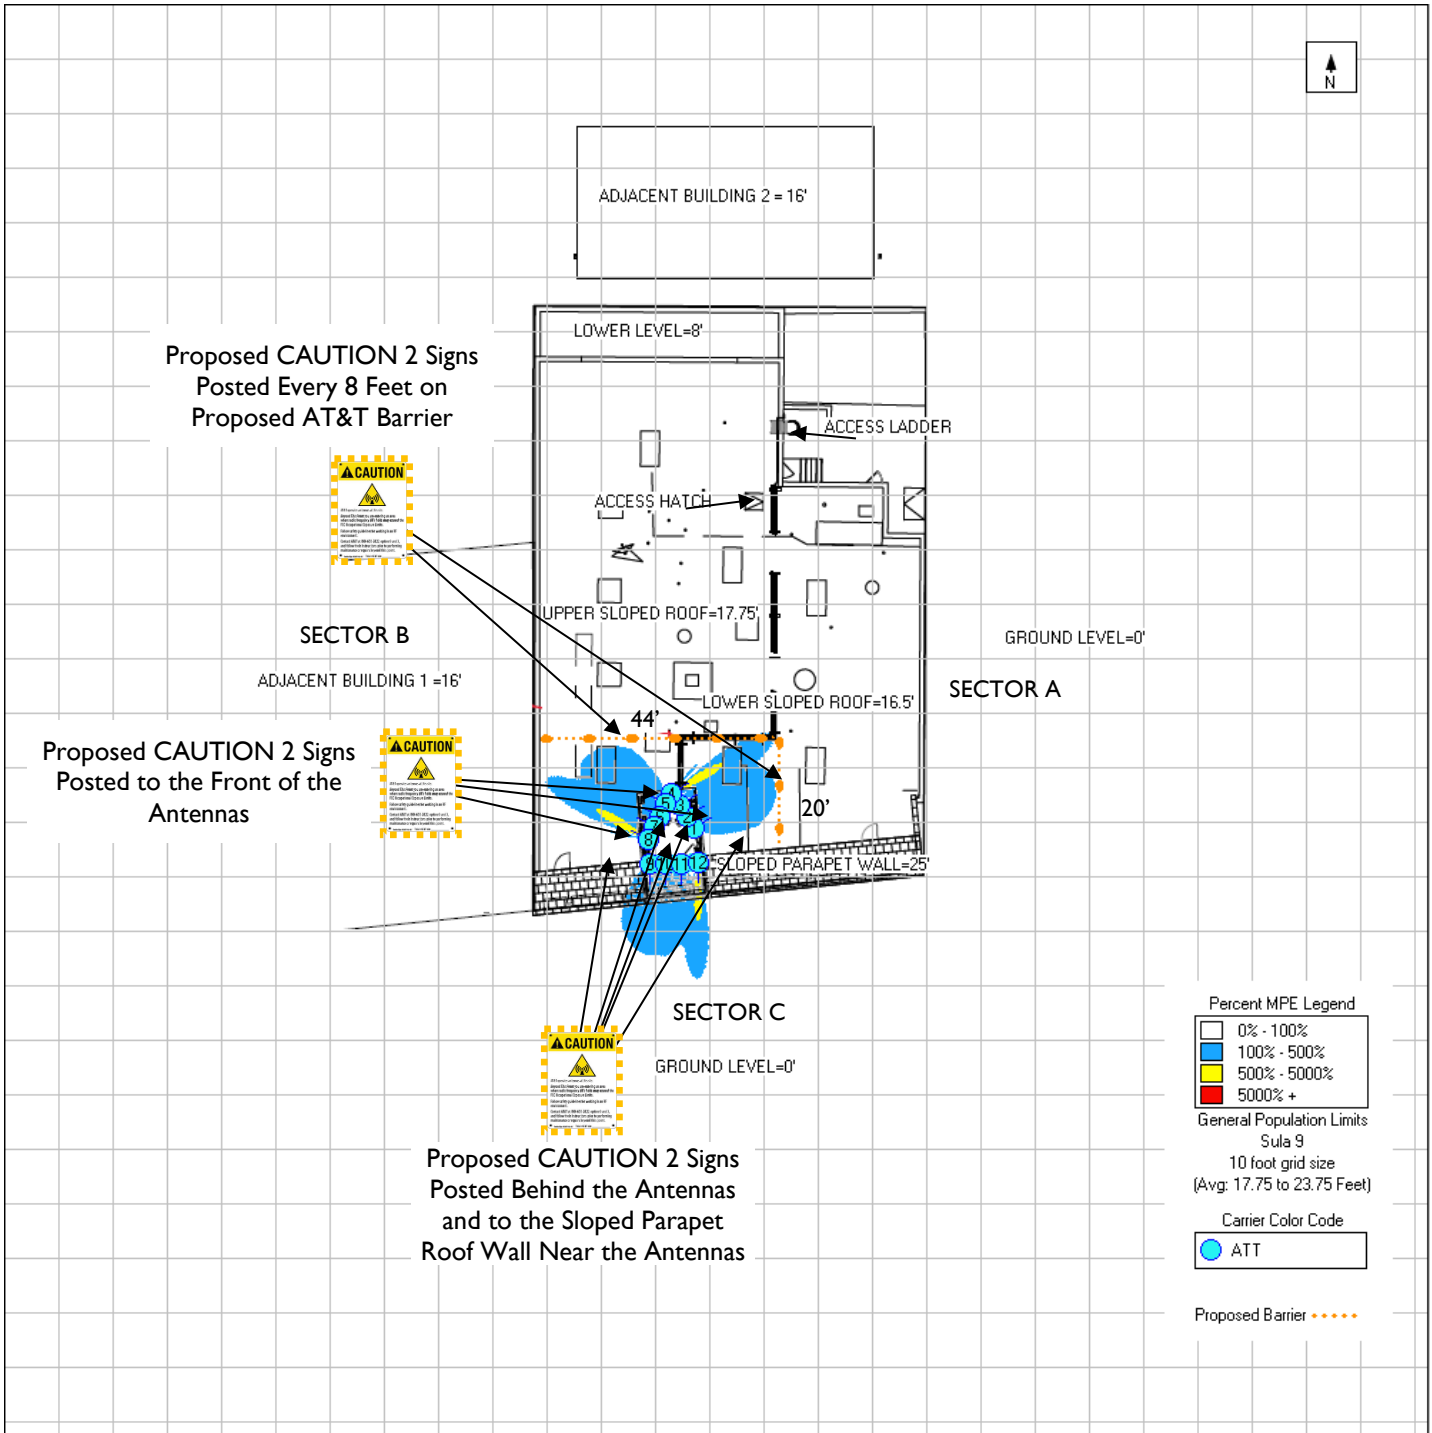 N
ADJACENT BUILDING 2 = 16'
LOWER LEVEL=8'
Proposed CAUTION 2 Signs
Posted Every 8 Feet on
Proposed AT&T Barrier
ACCESS LADDER
CAUTION
ACCESS HATCH
UPPER SLOPED ROOF=17.75'
SECTOR B
GROUND LEVEL=0'
ADJACENT BUILDING 1 =16'
SECTOR A
LOWER SLOPED ROOF=16.5'
44'
Proposed CAUTION 2 Signs
Posted to the Front of the
Antennas
CAUTION
20'
4
5
3
2
7
1
8
9
11
12
SLOPED PARAPET WALL=25'
SECTOR C
CAUTION
GROUND LEVEL=0'
Proposed CAUTION 2 Signs
Posted Behind the Antennas
and to the Sloped Parapet
Roof Wall Near the Antennas
Percent MPE Legend
0% - 100%
100% - 500%
500% - 5000%
5000% +
General Population Limits
Sula 9
10 foot grid size
(Avg: 17.75 to 23.75 Feet)
Carrier Color Code
ATT
Proposed Barrier